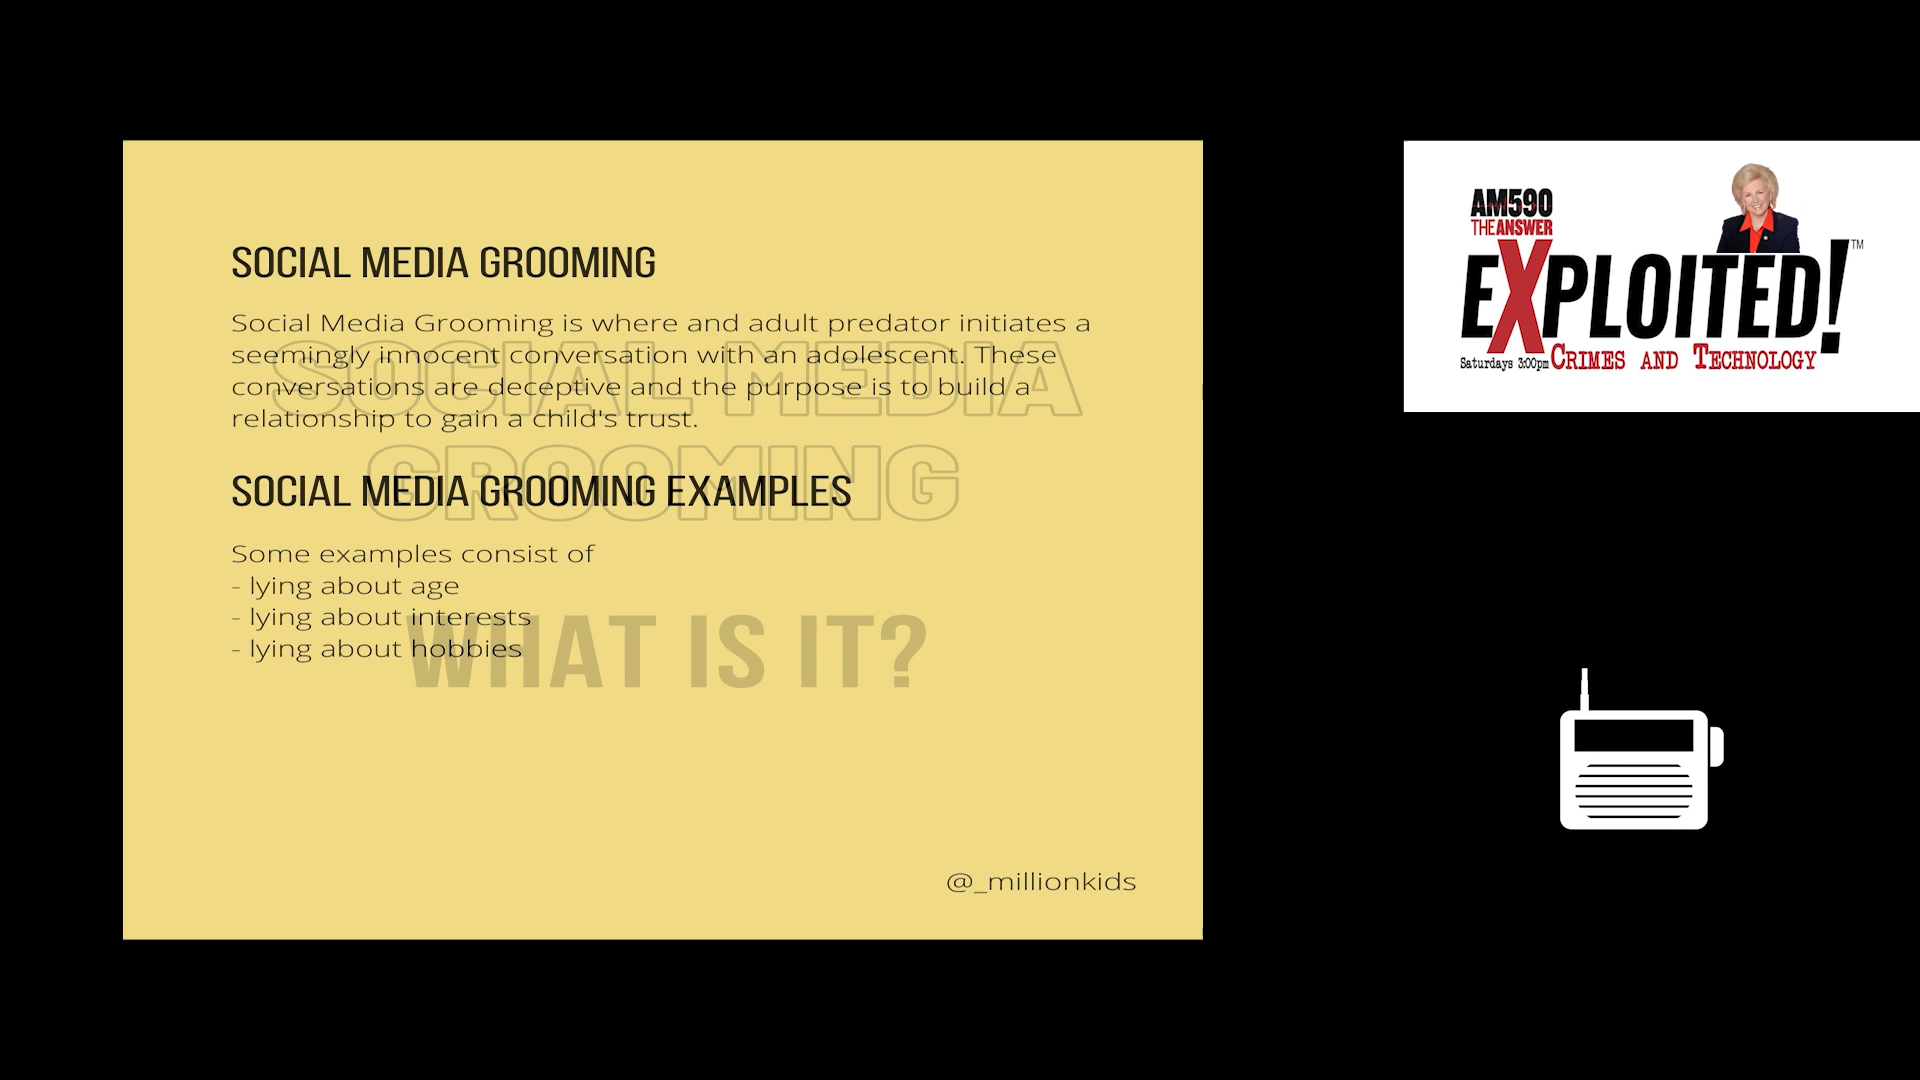 SOCIAL MEDIA GROOMING
Social Media Grooming is where and adult predator initiates a
seemingly innocent conversation with an adolescent. These
conversations are deceptive and the purpose is to build a
relationship to gain a child's trust.
SOCIAL MEDIA
GROOMING
SOCIAL MEDIA GROOMING EXAMPLES
Some examples consist of
- lying about age
- lying about interests
- lying about hobbies
WHAT IS IT?
@_millionkids
AM590
THE ANSWER
EXPLOITED!™
Saturdays 3:00pm CRIMES AND TECHNOLOGY